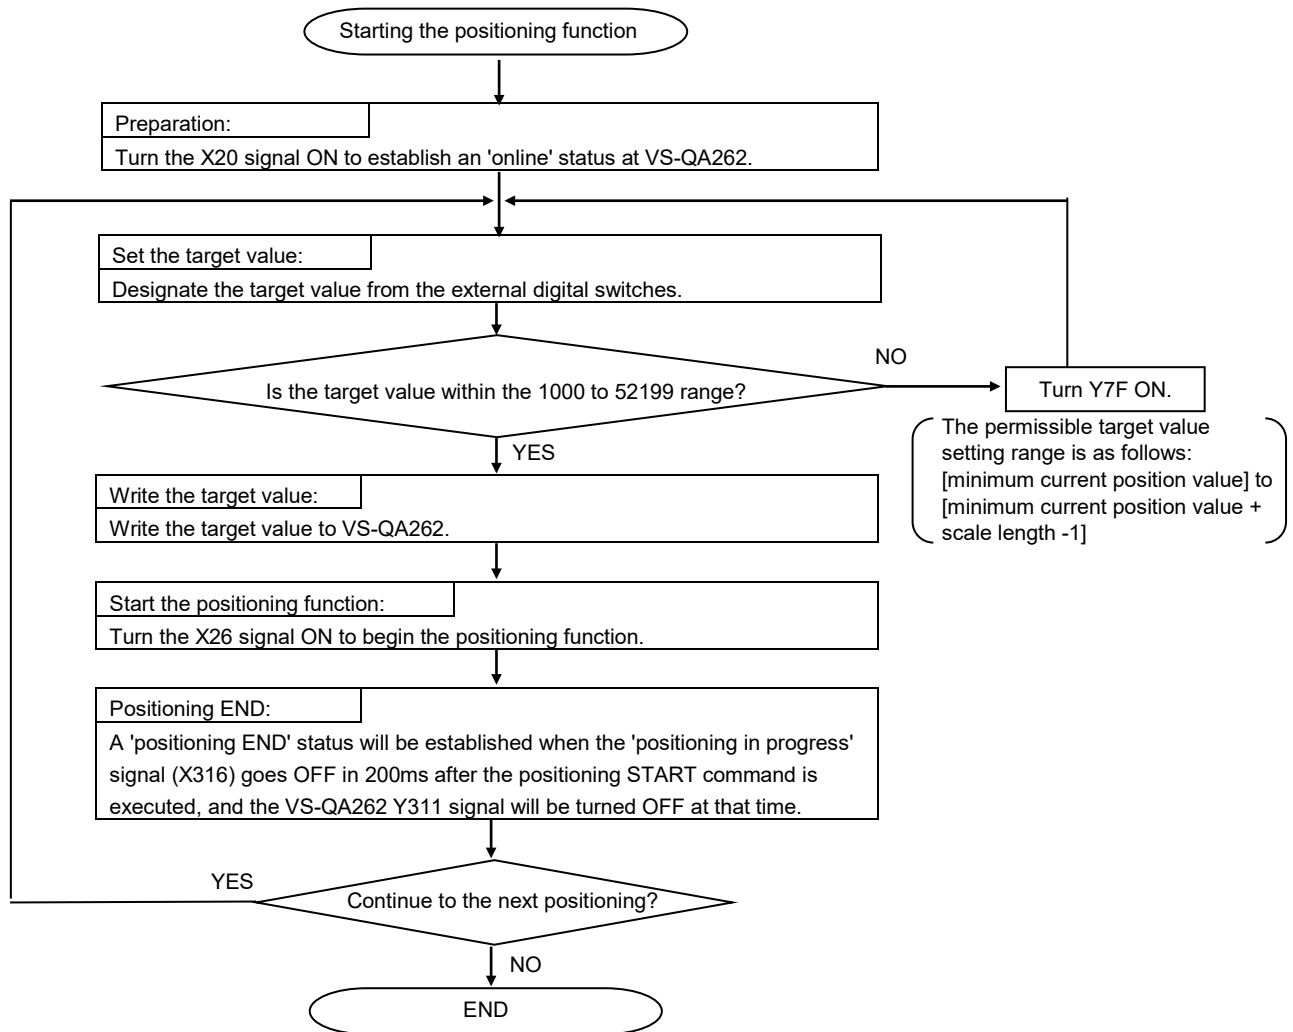 Starting the positioning function
Preparation:
Turn the X20 signal ON to establish an 'online' status at VS-QA262.
Set the target value:
Designate the target value from the external digital switches.
Is the target value within the 1000 to 52199 range?
NO
Turn Y7F ON.
The permissible target value
setting range is as follows:
[minimum current position value] to
[minimum current position value +
scale length -1]
YES
Write the target value:
Write the target value to VS-QA262.
Start the positioning function:
Turn the X26 signal ON to begin the positioning function.
Positioning END:
A 'positioning END' status will be established when the 'positioning in progress'
signal (X316) goes OFF in 200ms after the positioning START command is
executed, and the VS-QA262 Y311 signal will be turned OFF at that time.
YES
Continue to the next positioning?
NO
END